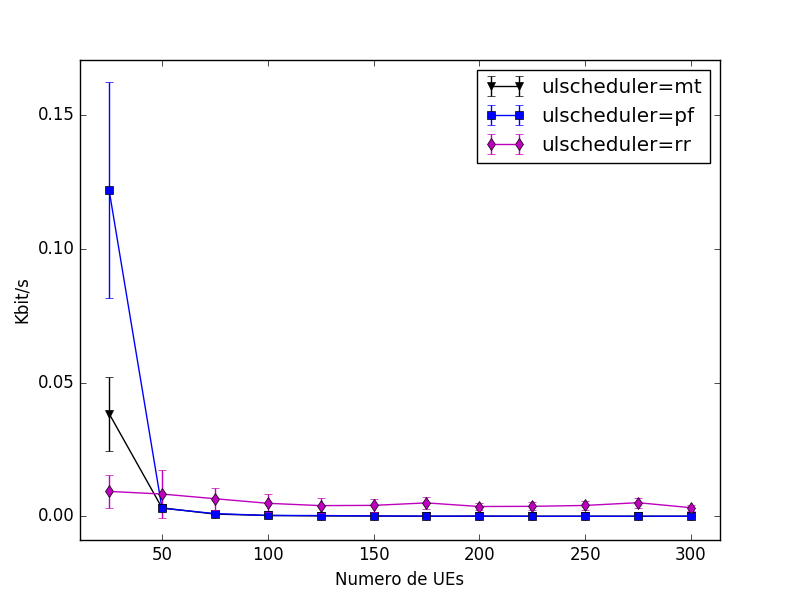 ulscheduler=mt
ulscheduler=pf
ulscheduler=rr
0.15
0.10
0.05
0.00
Kbit/s
50 100 150 200 250 300
Numero de UEs